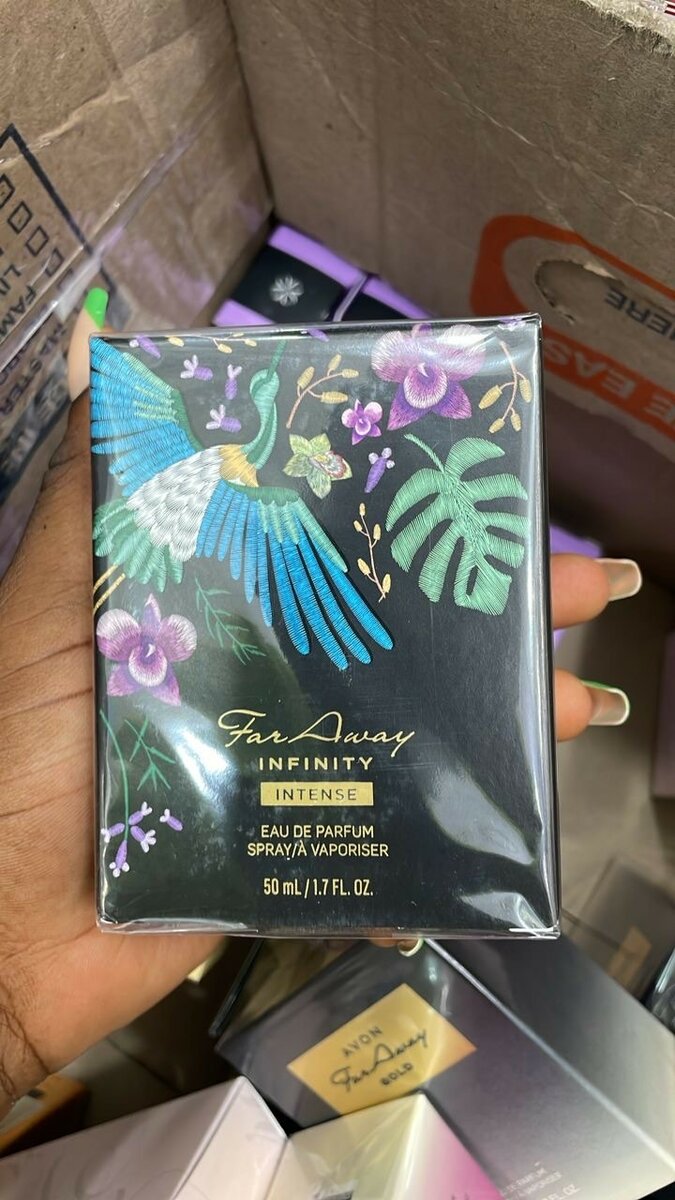 Far Away
INFINITY
INTENSE
EAU DE PARFUM
SPRAY/À VAPORISER
50 mL/1.7 FL. OZ.
AVON
Far Away
GOLD